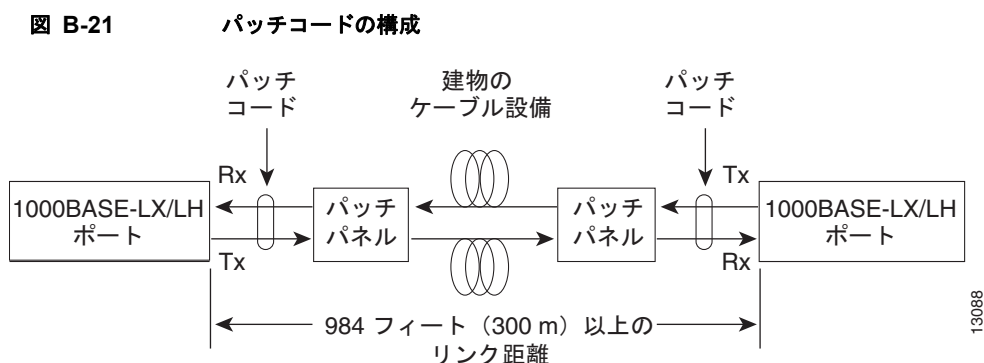 図 B-21 パッチコードの構成
パッチ
コード
建物の
ケーブル設備
パッチ
コード
Rx
Tx
1000BASE-LX/LH
ポート
パッチ
パネル
パッチ
パネル
1000BASE-LX/LH
ポート
Tx
Rx
984 フィート（300 m）以上の
リンク距離
13088